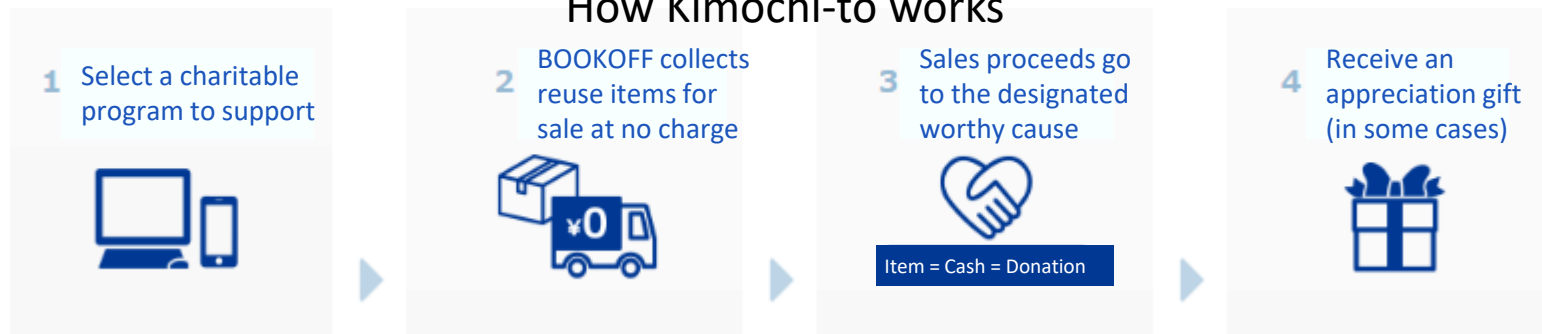 How Kimochi-to works
1
Select a charitable
program to support
2
BOOKOFF collects
reuse items for
sale at no charge
¥0
3
Sales proceeds go
to the designated
worthy cause
Item = Cash = Donation
4
Receive an
appreciation gift
(in some cases)